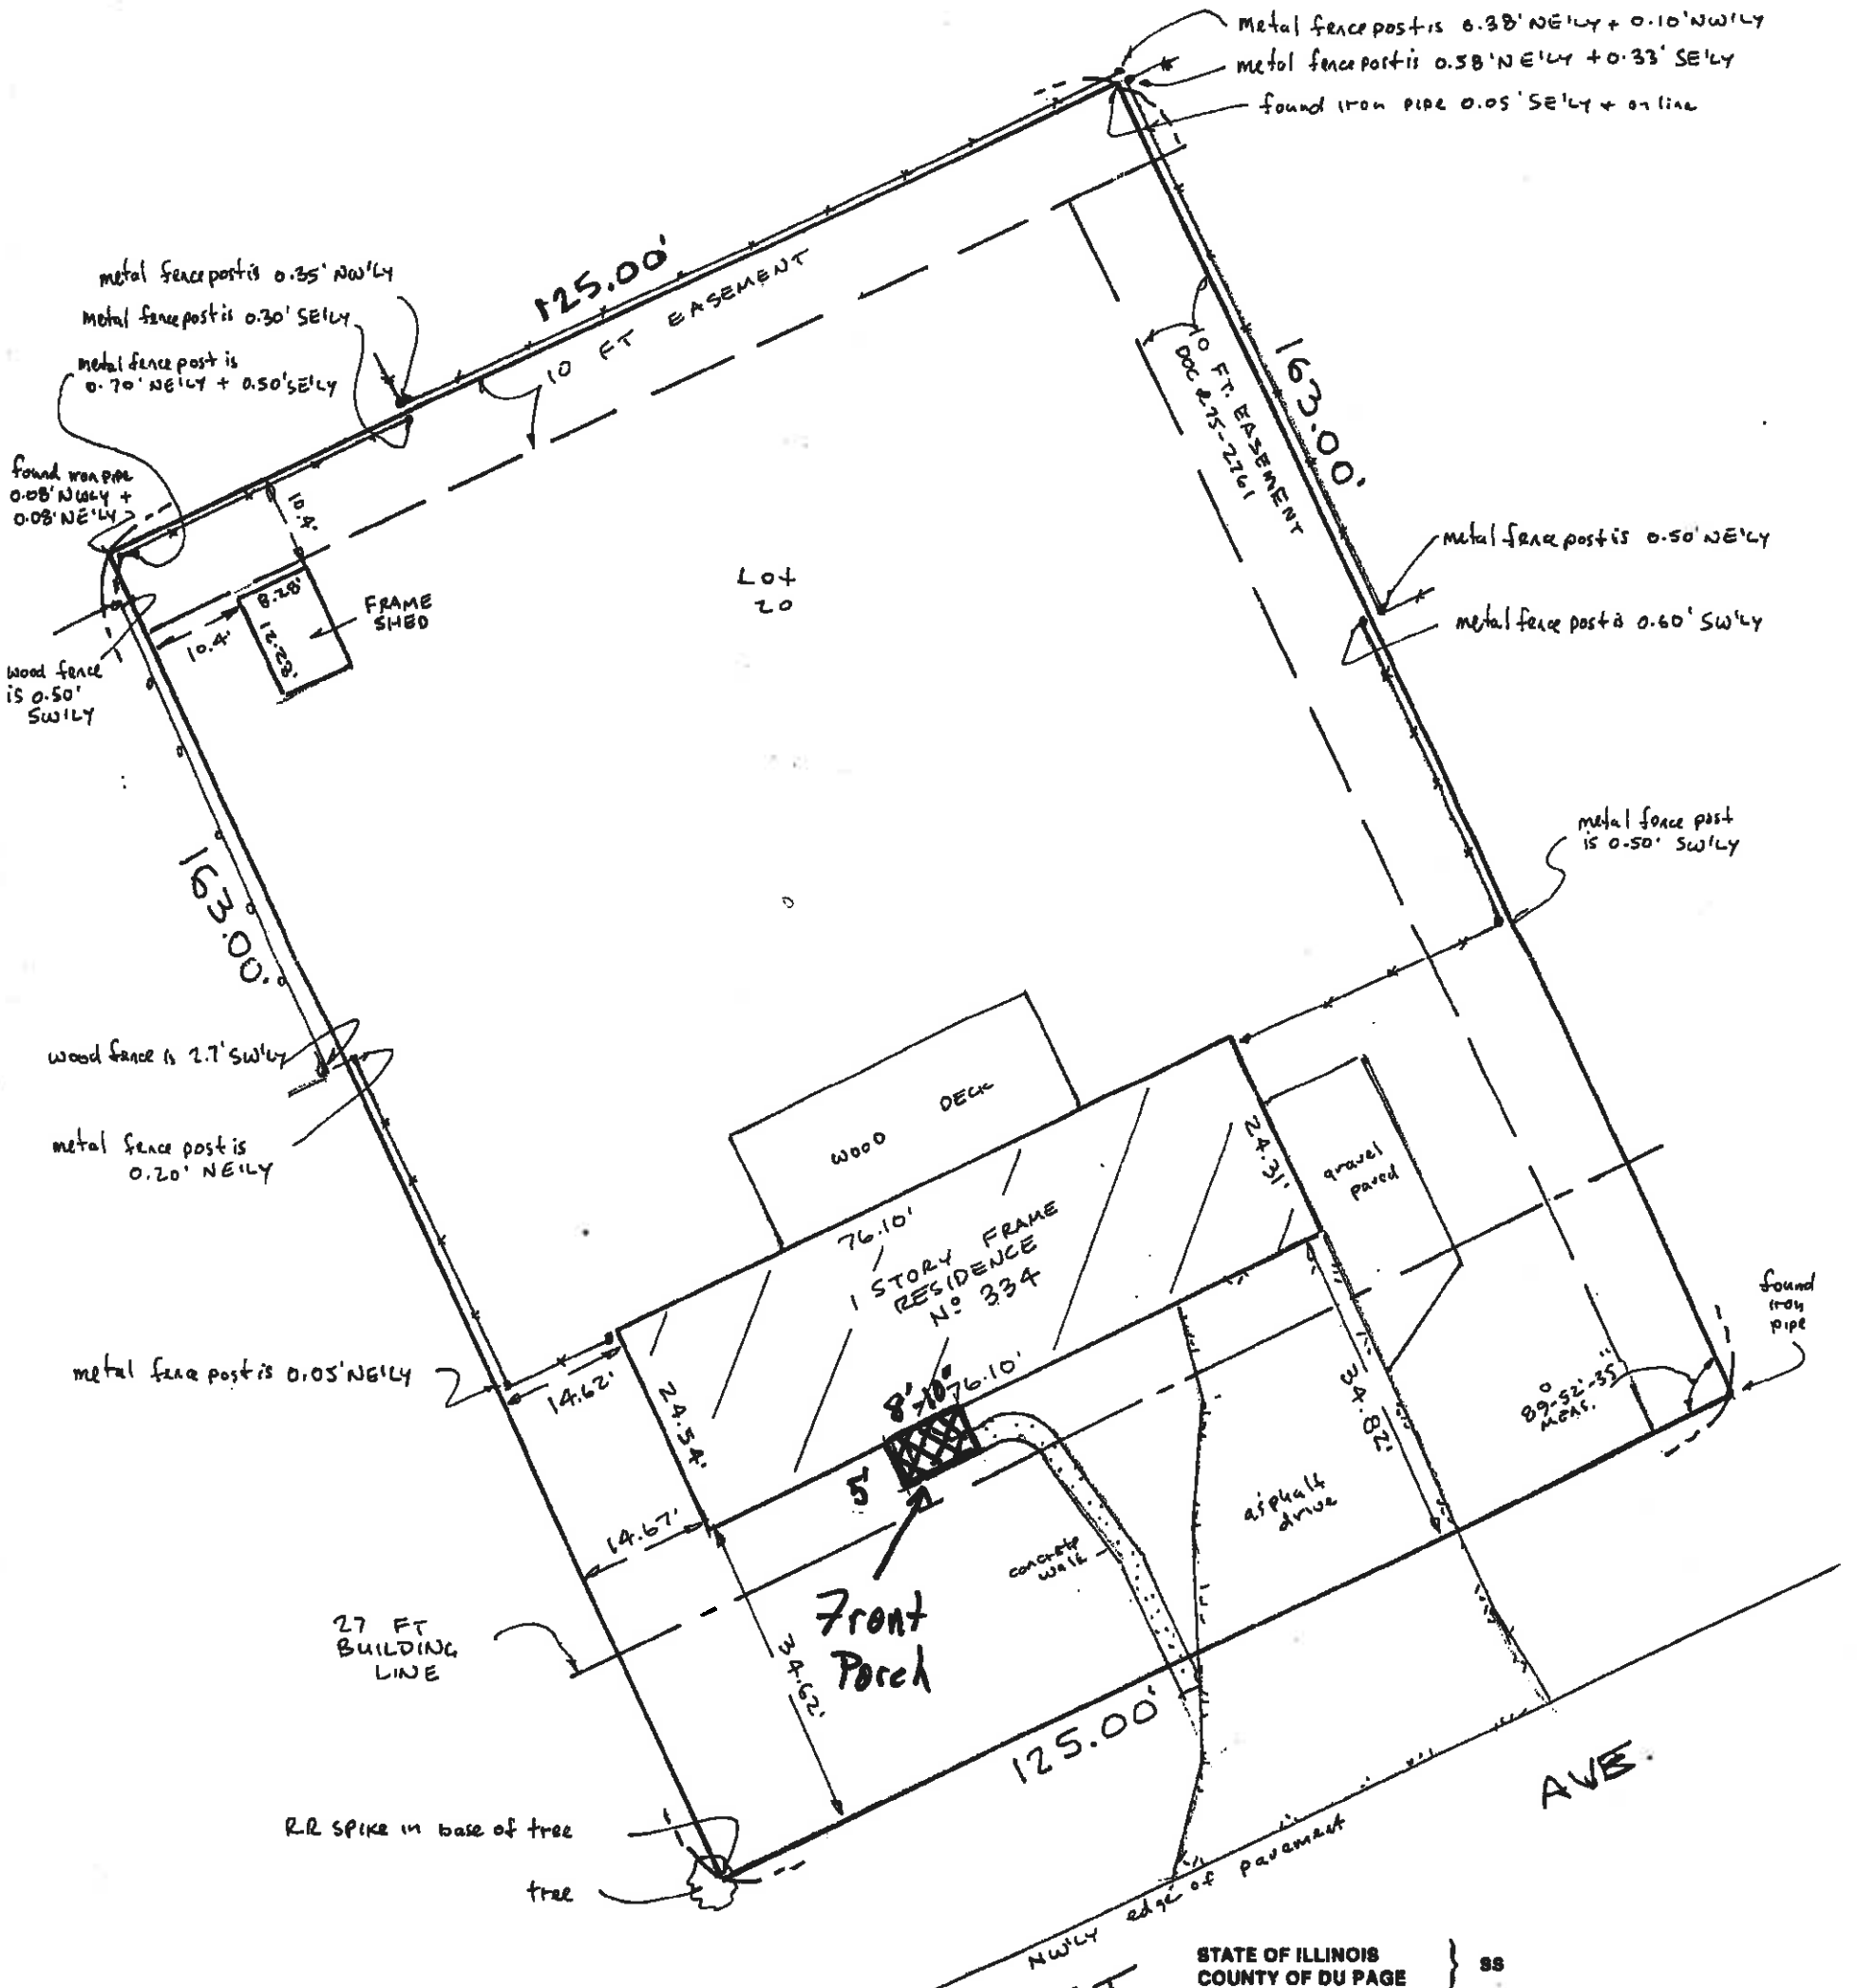 metal fence post is 0.38' NE'LY + 0.10' NW'LY
metal fence post is 0.58' NE'LY + 0.33' SE'LY
found iron pipe 0.05' SE'LY + on line
metal fence post is 0.35' NW'LY
metal fence post is 0.30' SE'LY
metal fence post is
0.70' NE'LY + 0.50' SE'LY
125.00'
10 FT EASEMENT
found iron pipe
0.08' NW'LY +
0.08' NE'LY
10 FT. EASEMENT
DOC R75-2761
163.00'
10.4'
metal fence post is 0.50' NE'LY
metal fence post is 0.60' SW'LY
LOT
20
8.28'
12.28'
10.4'
FRAME
SHED
wood fence
is 0.50'
SW'LY
163.00'
metal fence post
is 0.50' SW'LY
wood fence is 2.7' SW'LY
metal fence post is
0.20' NE'LY
WOOD DECK
76.10'
24.31'
gravel
paved
1 STORY FRAME
RESIDENCE
Nº 334
metal fence post is 0.05' NE'LY
14.62'
24.54'
8'-10"
76.10'
34.82'
89-52'-35"
MEAS.
found
iron
pipe
5'
14.67'
asphalt
drive
concrete
walk
Front
Porch
27 FT
BUILDING
LINE
34.62'
125.00'
AVE.
RR SPIKE in base of tree
tree
NW'LY edge of pavement
STATE OF ILLINOIS
COUNTY OF DU PAGE } SS